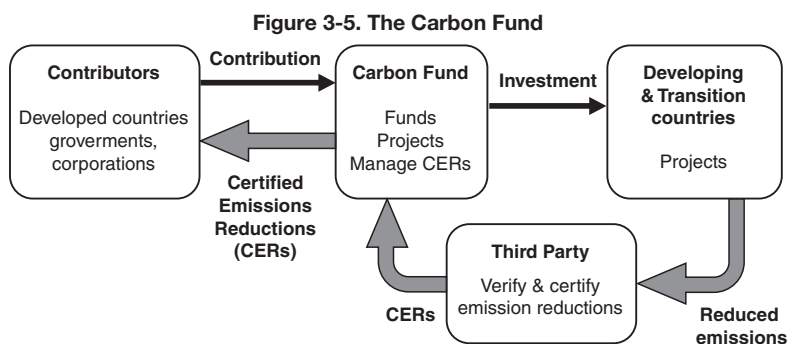 Figure 3-5. The Carbon Fund
Contributors
Developed countries
groverments,
corporations
Contribution
Certified
Emissions
Reductions
(CERs)
Carbon Fund
Funds
Projects
Manage CERs
Investment
Developing
& Transition
countries
Projects
Third Party
Verify & certify
emission reductions
CERs
Reduced
emissions